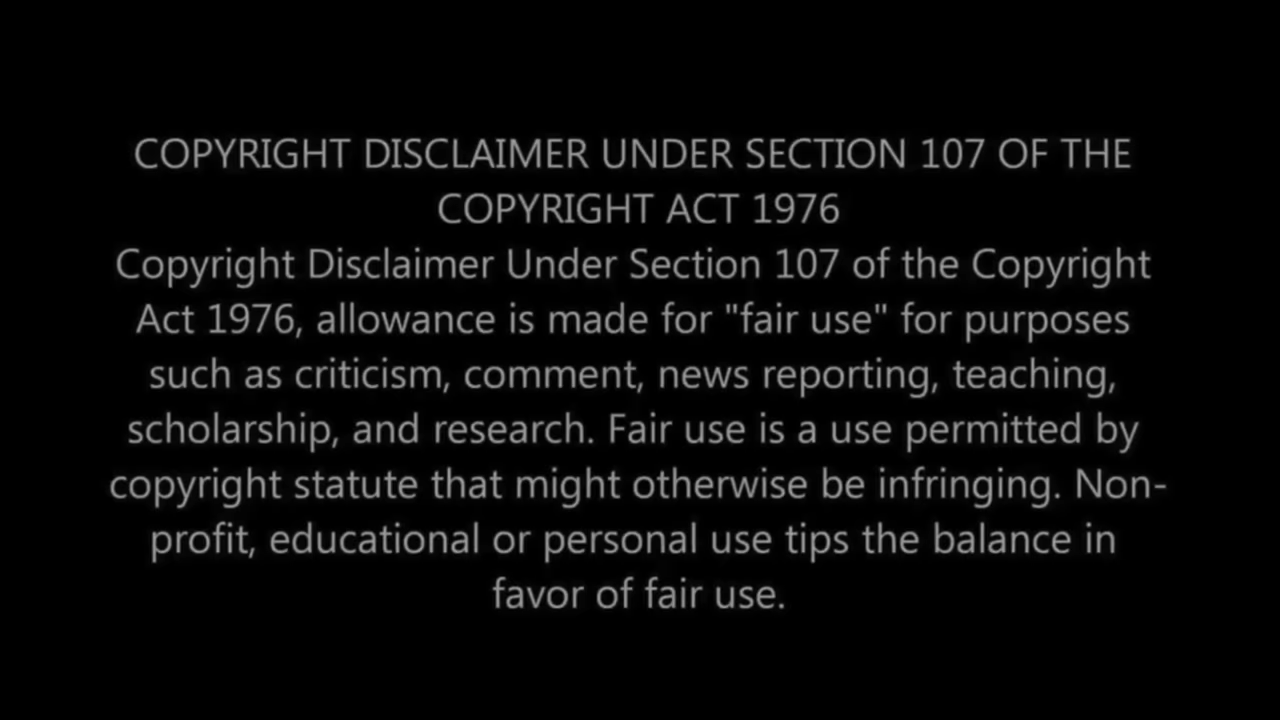 COPYRIGHT DISCLAIMER UNDER SECTION 107 OF THE
COPYRIGHT ACT 1976
Copyright Disclaimer Under Section 107 of the Copyright
Act 1976, allowance is made for "fair use" for purposes
such as criticism, comment, news reporting, teaching,
scholarship, and research. Fair use is a use permitted by
copyright statute that might otherwise be infringing. Non-
profit, educational or personal use tips the balance in
favor of fair use.